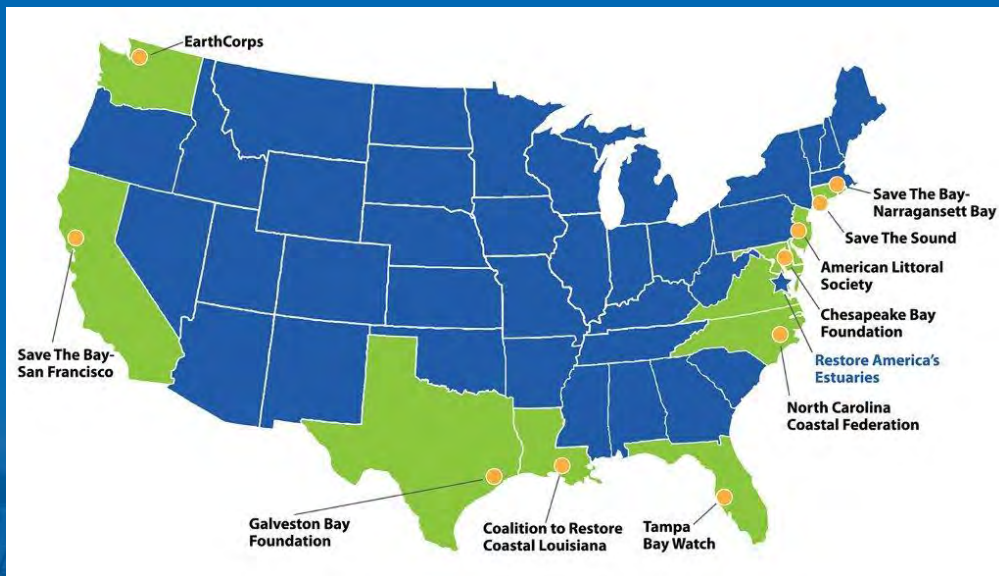 EarthCorps
Save The Bay-
Narragansett Bay
Save The Sound
American Littoral
Society
Chesapeake Bay
Foundation
Restore America's
Estuaries
North Carolina
Coastal Federation
Save The Bay-
San Francisco
Galveston Bay
Foundation
Coalition to Restore
Coastal Louisiana
Tampa
Bay Watch